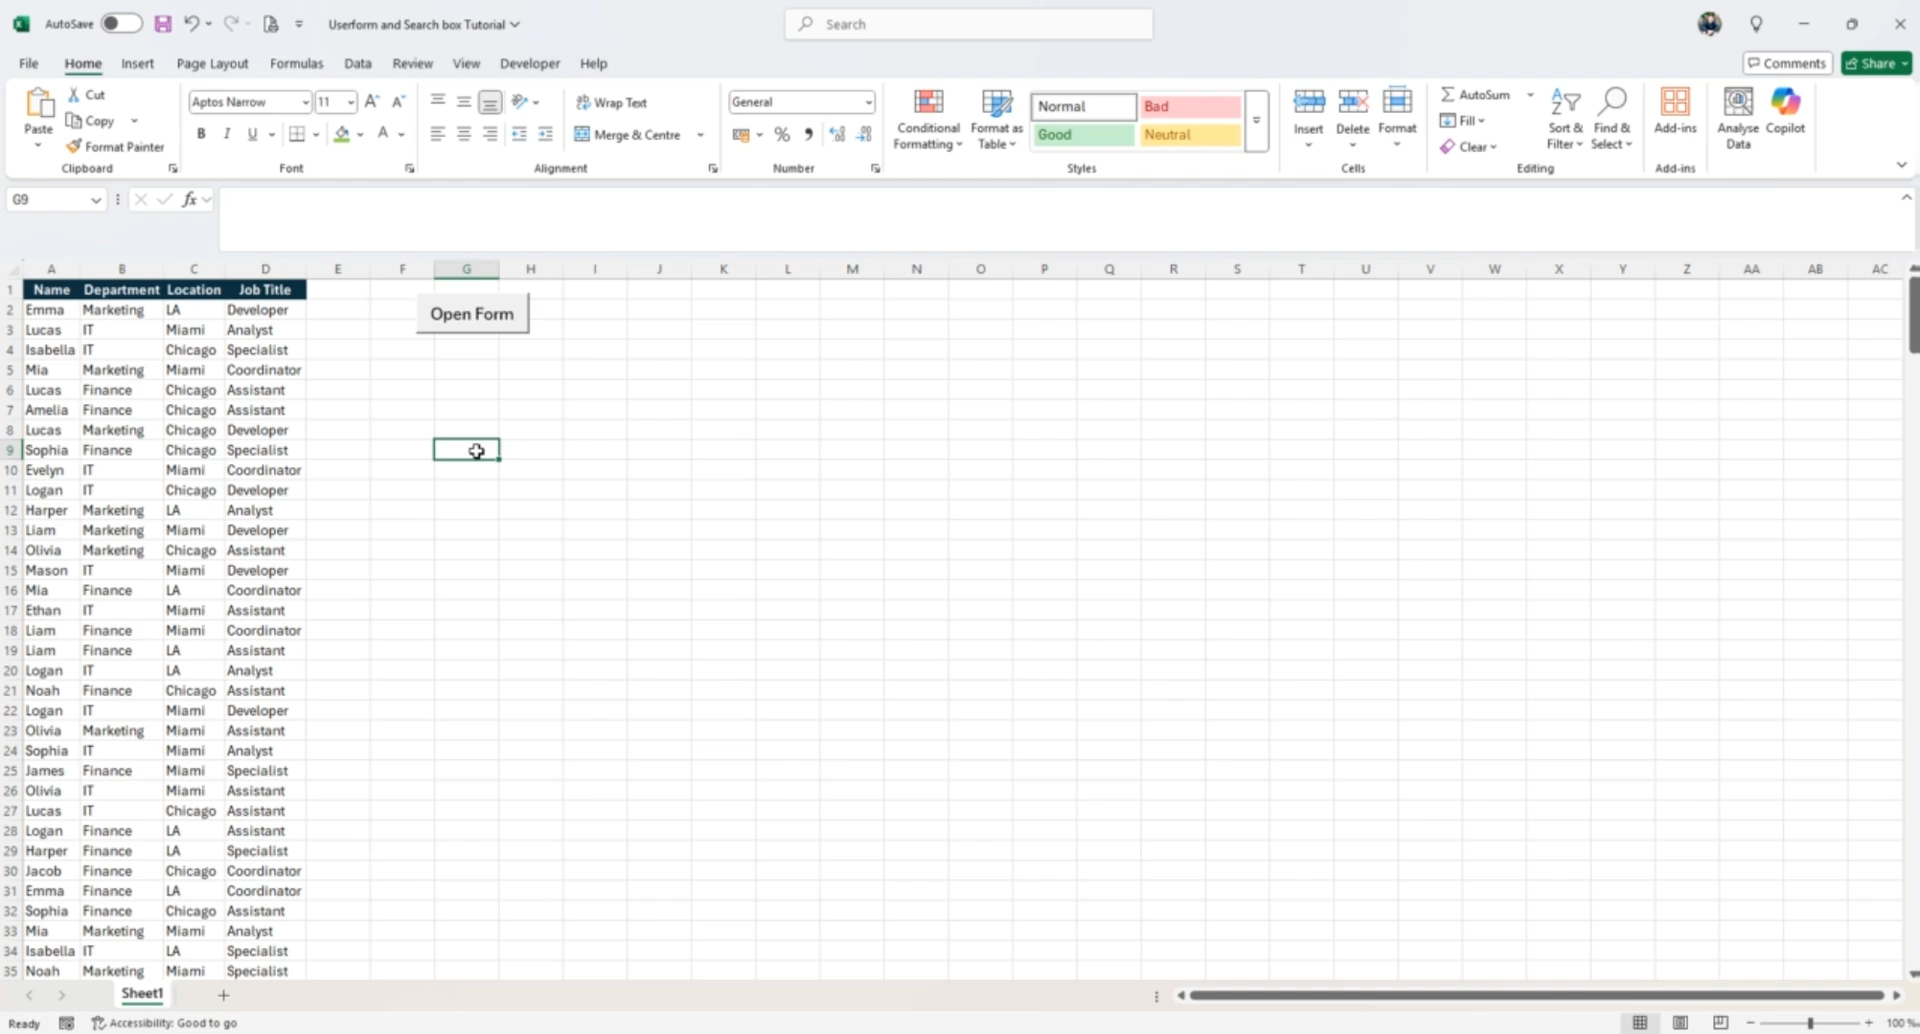 AutoSave
Userform and Search box Tutorial
Search
File Home Insert Page Layout Formulas Data Review View Developer Help
Comments
Share
Paste
Cut
Copy
Format Painter
Clipboard
Aptos Narrow 11
B I U
Font
Wrap Text
Merge & Centre
Alignment
General
Number
Conditional Formatting
Format as Table
Normal Bad
Good Neutral
Styles
Insert
Delete
Format
Cells
AutoSum
Fill
Clear
Sort & Filter
Find & Select
Editing
Add-ins
Add-ins
Analyse Data
Copilot
G9
fx
A B C D E F G H I J K L M N O P Q R S T U V W X Y Z AA AB AC
1 Name Department Location Job Title
Open Form
2 Emma Marketing LA Developer
3 Lucas IT Miami Analyst
4 Isabella IT Chicago Specialist
5 Mia Marketing Miami Coordinator
6 Lucas Finance Chicago Assistant
7 Amelia Finance Chicago Assistant
8 Lucas Marketing Chicago Developer
9 Sophia Finance Chicago Specialist
10 Evelyn IT Miami Coordinator
11 Logan IT Chicago Developer
12 Harper Marketing LA Analyst
13 Liam Marketing Miami Developer
14 Olivia Marketing Chicago Assistant
15 Mason IT Miami Developer
16 Mia Finance LA Coordinator
17 Ethan IT Miami Assistant
18 Liam Finance Miami Coordinator
19 Liam Finance LA Assistant
20 Logan IT LA Analyst
21 Noah Finance Chicago Assistant
22 Logan IT Miami Developer
23 Olivia Marketing Miami Assistant
24 Sophia IT Miami Analyst
25 James Finance Miami Specialist
26 Olivia IT Miami Assistant
27 Lucas IT Chicago Assistant
28 Logan Finance LA Assistant
29 Harper Finance LA Specialist
30 Jacob Finance Chicago Coordinator
31 Emma Finance LA Coordinator
32 Sophia Finance Chicago Assistant
33 Mia Marketing Miami Analyst
34 Isabella IT LA Specialist
35 Noah Marketing Miami Specialist
Sheet1
Ready
Accessibility: Good to go
100%